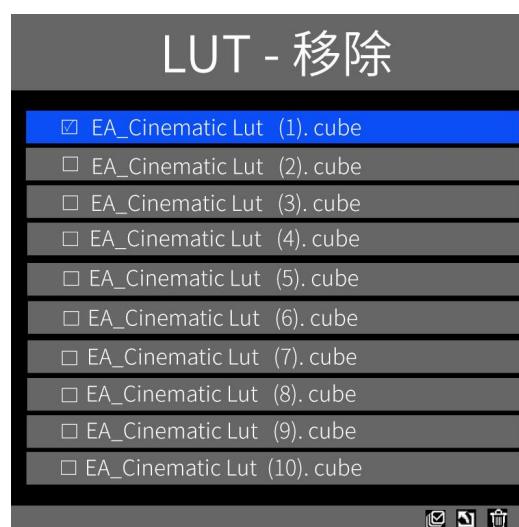 LUT - 移除
EA_Cinematic Lut (1). cube
EA_Cinematic Lut (2). cube
EA_Cinematic Lut (3). cube
EA_Cinematic Lut (4). cube
EA_Cinematic Lut (5). cube
EA_Cinematic Lut (6). cube
EA_Cinematic Lut (7). cube
EA_Cinematic Lut (8). cube
EA_Cinematic Lut (9). cube
EA_Cinematic Lut (10). cube